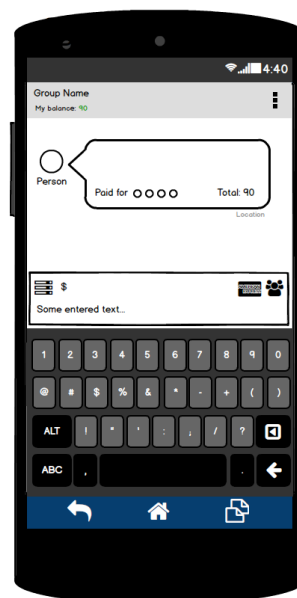 4:40
Group Name
My balance: 90
Person
Paid for
Total: 90
Location
$
Some entered text...
1 2 3 4 5 6 7 8 9 0
@ # $ % & * - + ( )
ALT ! " ' : ; / ?
ABC , .